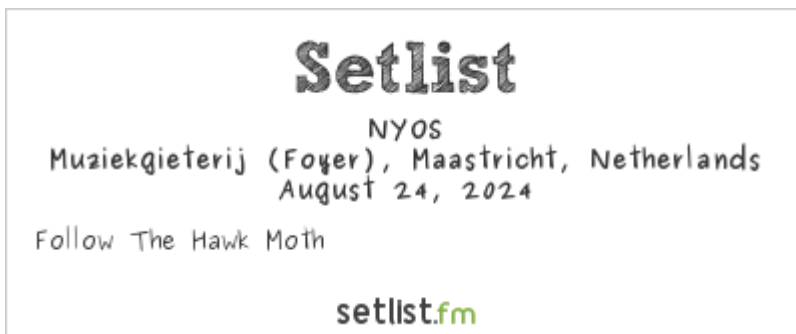 Setlist
NYOS
Muziekgieterij (Foyer), Maastricht, Netherlands
August 24, 2024
Follow The Hawk Moth
setlist.fm